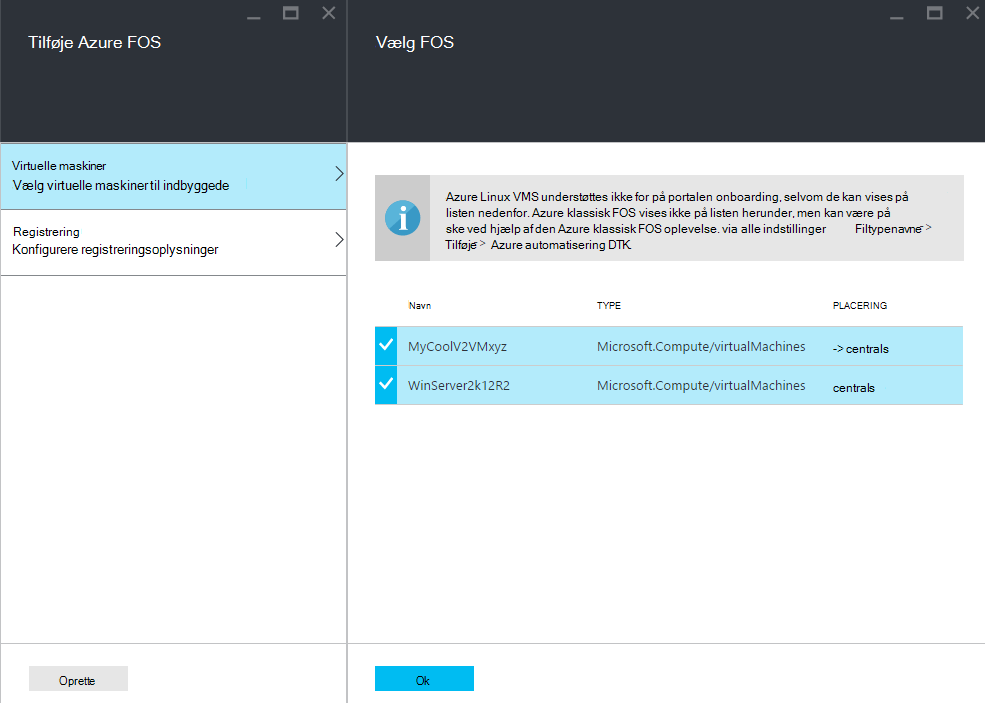 Tilføje Azure FOS
Vælg FOS
Virtuelle maskiner
Vælg virtuelle maskiner til indbyggede
Registrering
Konfigurere registreringsoplysninger
Azure Linux VMS understøttes ikke for på portalen onboarding, selvom de kan vises på
listen nedenfor. Azure klassisk FOS vises ikke på listen herunder, men kan være på
ske ved hjælp af den Azure klassisk FOS oplevelse. via alle indstillinger Filtypenavne >
Tilføje > Azure automatisering DTK.
Navn TYPE PLACERING
MyCoolV2VMxyz Microsoft.Compute/virtualMachines -> centrals
WinServer2k12R2 Microsoft.Compute/virtualMachines centrals
Oprette
Ok